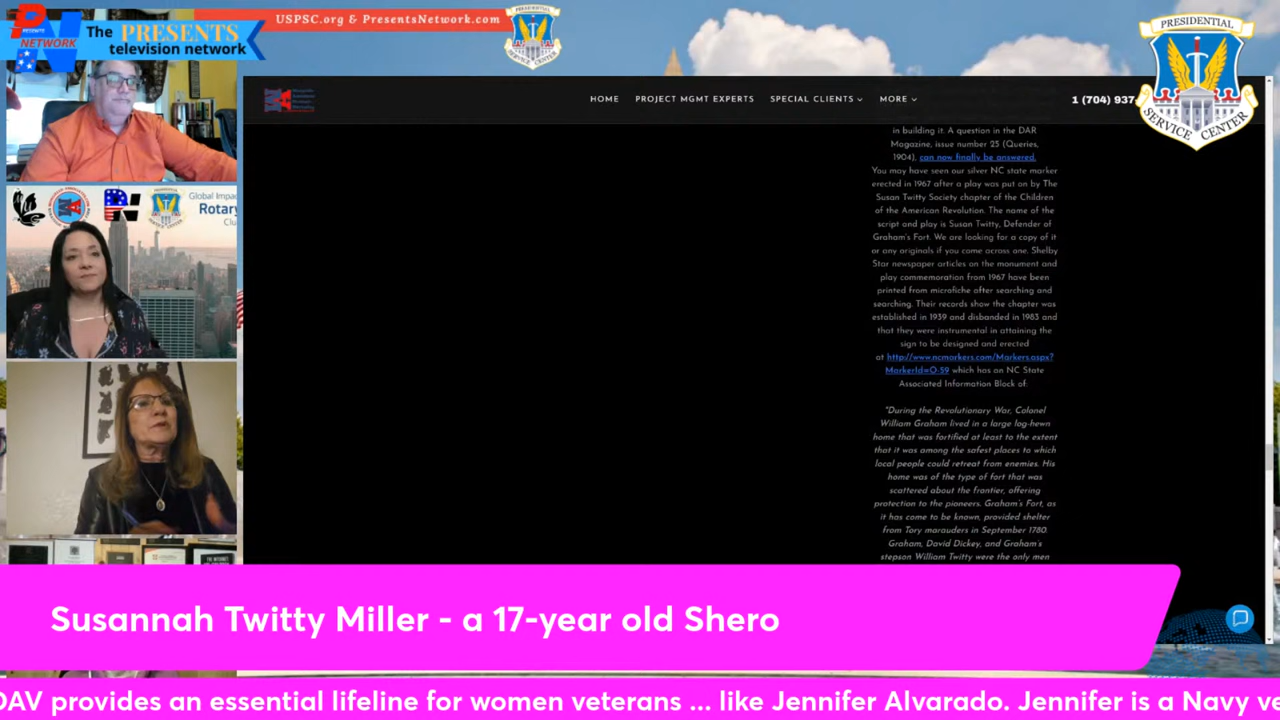 PRESENTS
NETWORK
The PRESENTS
television network
USPSC.org & PresentsNetwork.com
PRESIDENTIAL
SERVICE CENTER
HOME
PROJECT MGMT EXPERTS
SPECIAL CLIENTS
MORE
1 (704) 937
Global Impac
Rotary
Clu
in building it. A question in the DAR
Magazine, issue number 25 (Queries,
1904), can now finally be answered.
You may have seen our silver NC state marker
erected in 1967 after a play was put on by The
Susan Twitty Society chapter of the Children
of the American Revolution. The name of the
script and play is Susan Twitty, Defender of
Graham's Fort. We are looking for a copy of it
or any originals if you come across one. Shelby
Star newspaper articles on the monument and
play commemoration from 1967 have been
printed from microfiche after searching and
searching. Their records show the chapter was
established in 1939 and disbanded in 1983 and
that they were instrumental in attaining the
sign to be designed and erected
at http://www.ncmarkers.com/Markers.aspx?
MarkerId=O-59 which has an NC State
Associated Information Block of:
"During the Revolutionary War, Colonel
William Graham lived in a large log-hewn
home that was fortified at least to the extent
that it was among the safest places to which
local people could retreat from enemies. His
home was of the type of fort that was
scattered about the frontier, offering
protection to the pioneers. Graham's Fort, as
it has come to be known, provided shelter
from Tory marauders in September 1780.
Graham, David Dickey, and Graham's
stepson William Twitty were the only men
Susannah Twitty Miller - a 17-year old Shero
DAV provides an essential lifeline for women veterans ... like Jennifer Alvarado. Jennifer is a Navy ve